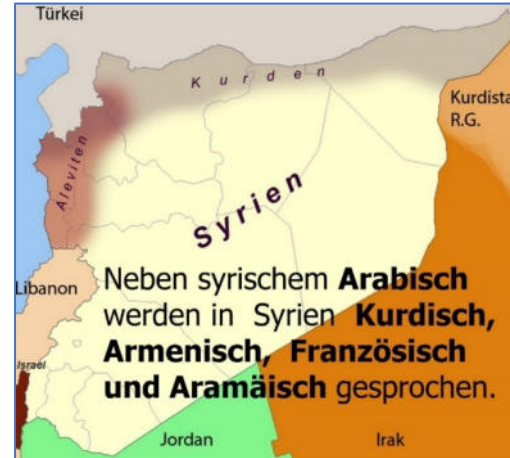 Türkei
Kurden
Kurdista
R.G.
Aleviten
Syrien
Libanon
Neben syrischem Arabisch
werden in Syrien Kurdisch,
Armenisch, Französisch
und Aramäisch gesprochen.
Israel
Jordan
Irak